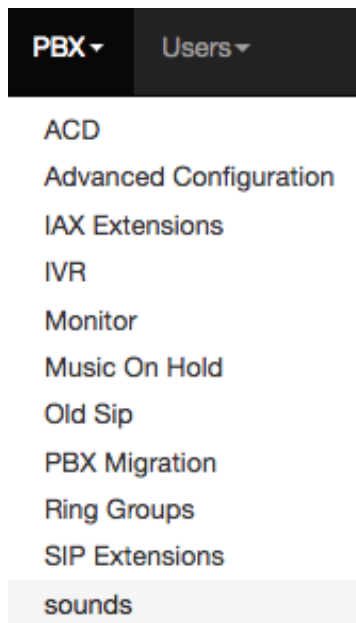 PBX Users
ACD
Advanced Configuration
IAX Extensions
IVR
Monitor
Music On Hold
Old Sip
PBX Migration
Ring Groups
SIP Extensions
sounds